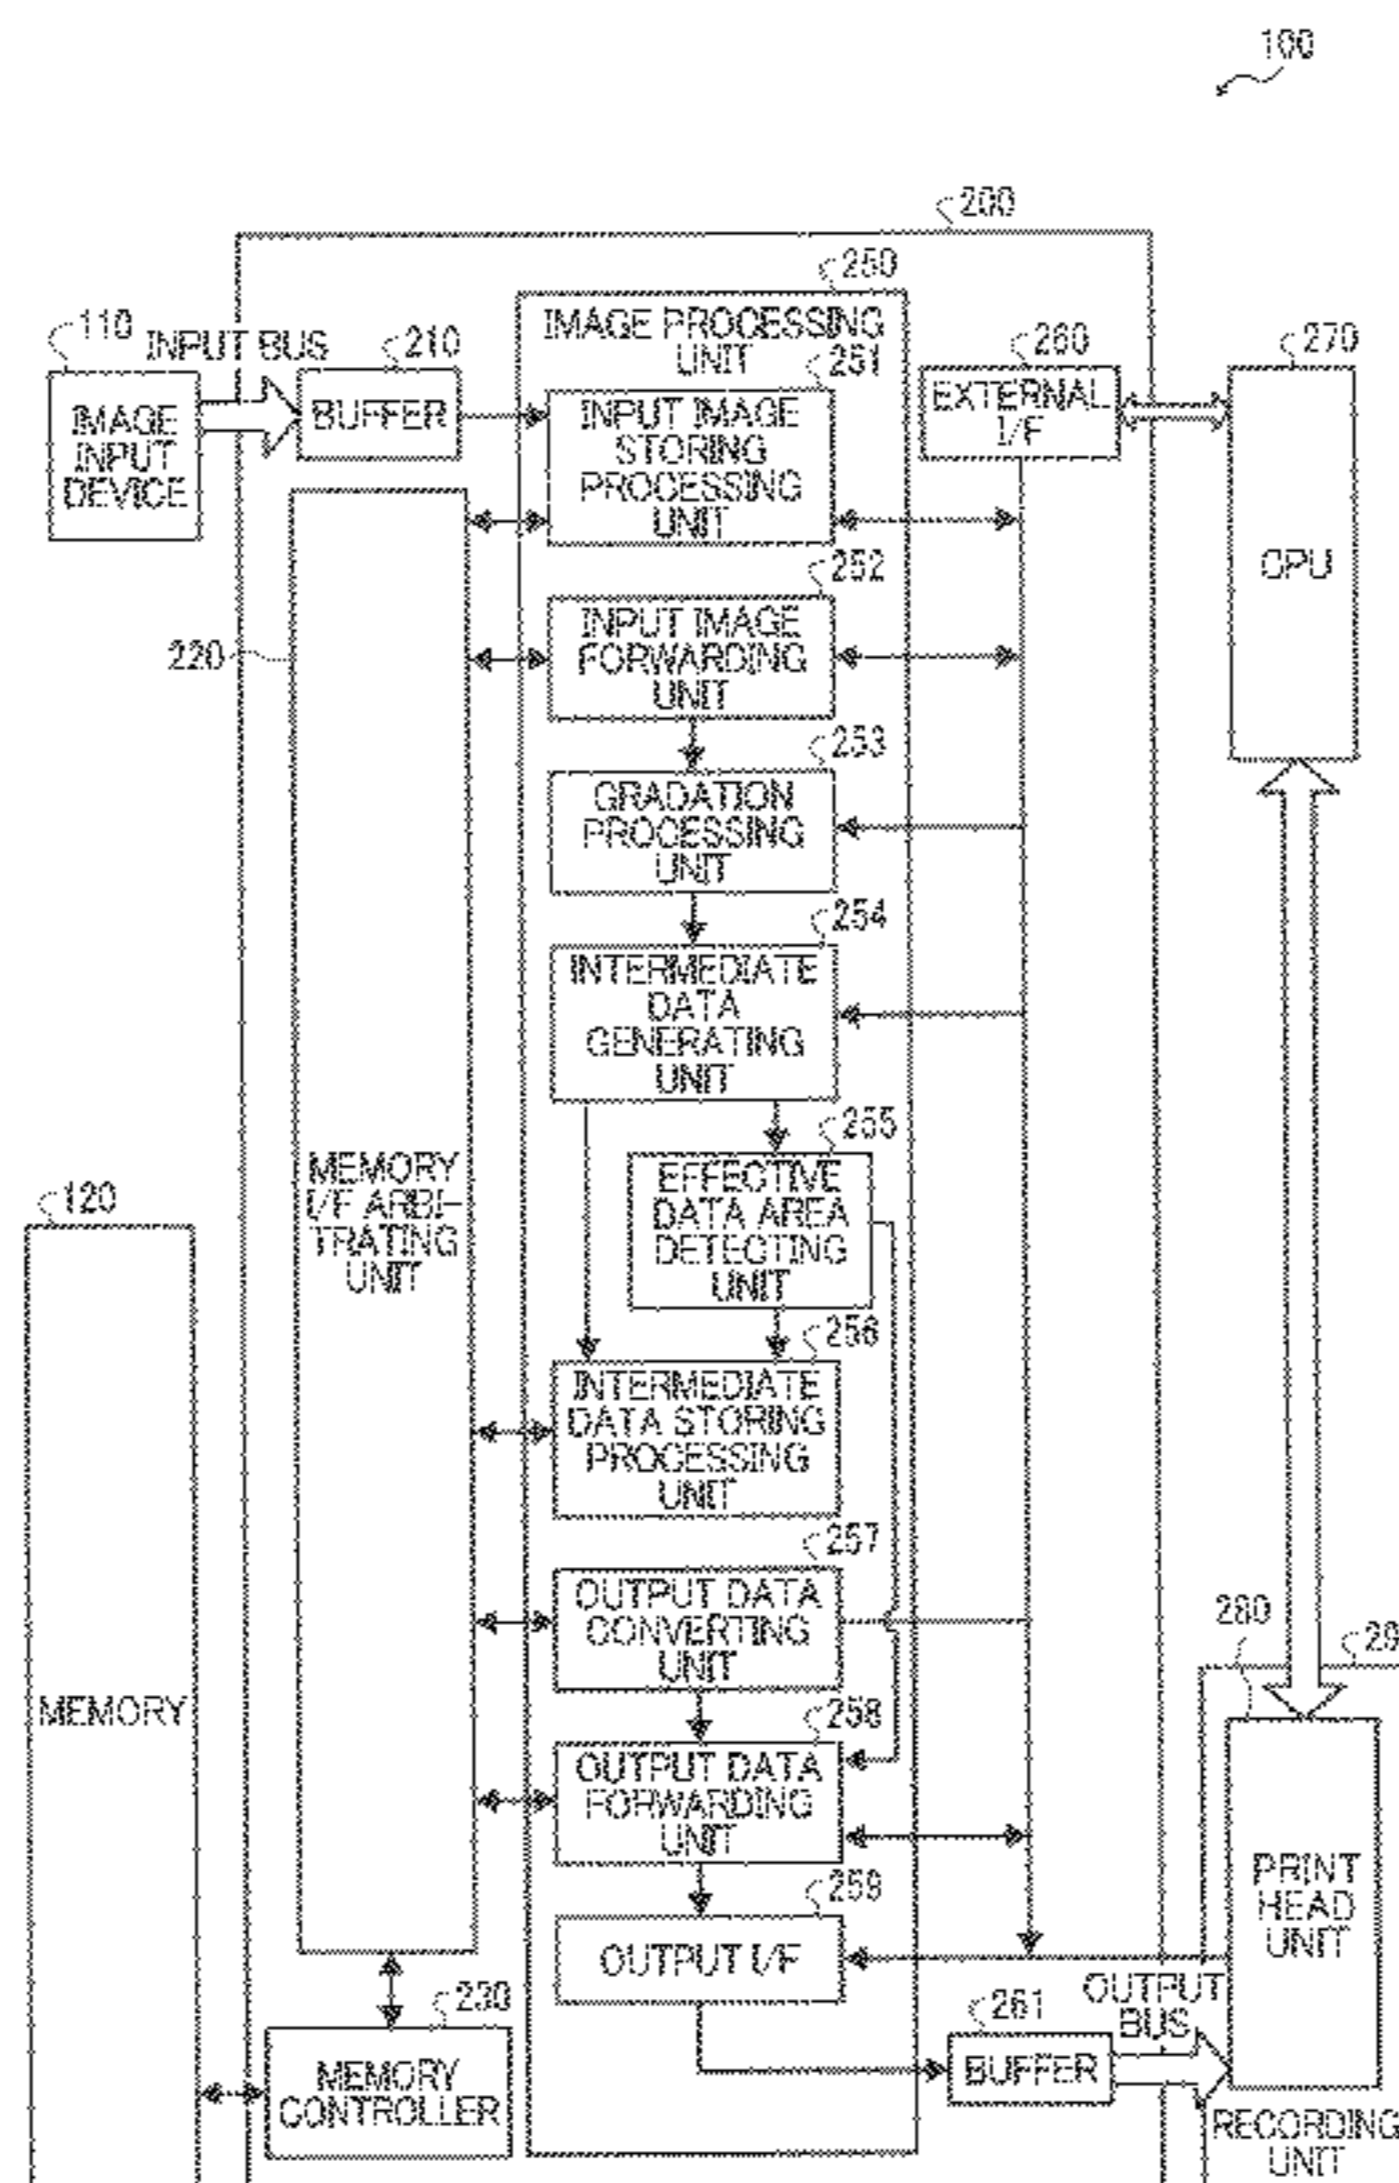 100
200
250
IMAGE PROCESSING
UNIT
110
INPUT BUS
210
251
260
270
IMAGE
INPUT
DEVICE
BUFFER
INPUT IMAGE
STORING
PROCESSING
UNIT
EXTERNAL
I/F
CPU
252
220
INPUT IMAGE
FORWARDING
UNIT
253
GRADATION
PROCESSING
UNIT
254
INTERMEDIATE
DATA
GENERATING
UNIT
255
EFFECTIVE
DATA AREA
DETECTING
UNIT
MEMORY
I/F ARBI-
TRATING
UNIT
120
256
INTERMEDIATE
DATA STORING
PROCESSING
UNIT
257
OUTPUT DATA
CONVERTING
UNIT
280
29
MEMORY
258
OUTPUT DATA
FORWARDING
UNIT
PRINT
HEAD
UNIT
259
OUTPUT I/F
OUTPUT
BUS
230
261
MEMORY
CONTROLLER
BUFFER
RECORDING
UNIT